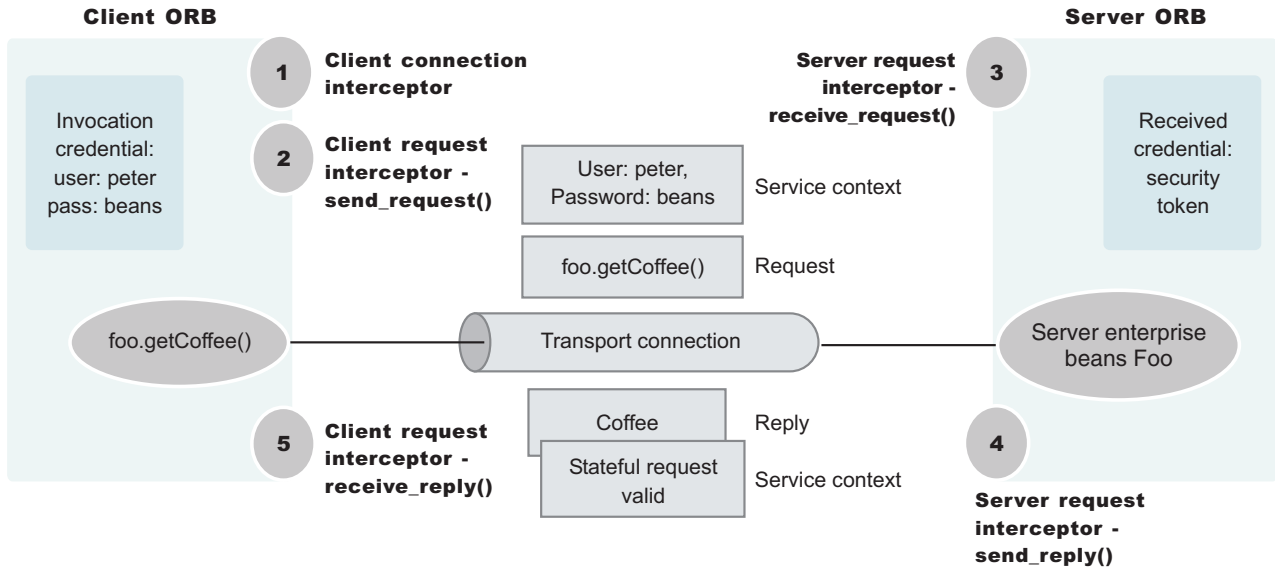 Client ORB
Server ORB
1
Client connection
interceptor
Server request
interceptor -
receive_request()
3
Invocation
credential:
user: peter
pass: beans
2
Client request
interceptor -
send_request()
User: peter,
Password: beans
Service context
Received
credential:
security
token
foo.getCoffee()
Request
foo.getCoffee()
Transport connection
Server enterprise
beans Foo
5
Client request
interceptor -
receive_reply()
Coffee
Reply
Stateful request
valid
Service context
4
Server request
interceptor -
send_reply()